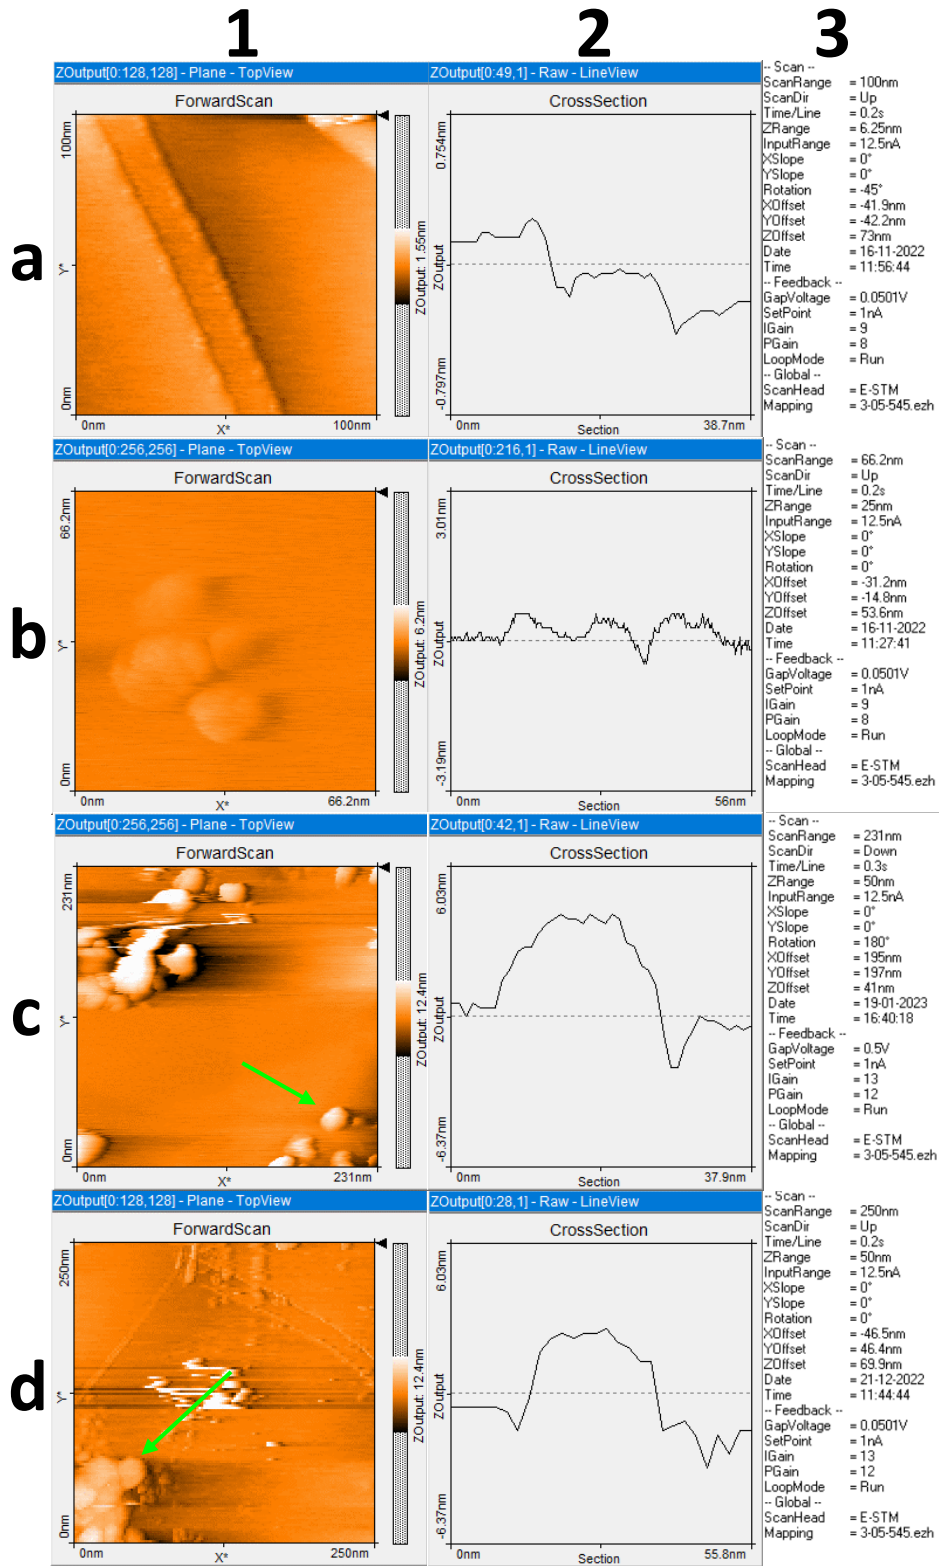 1 2 3
a
ZOutput[0:128,128] - Plane - TopView
ForwardScan
100nm
Y*
0nm
0nm
X*
100nm
ZOutput: 1.55nm
ZOutput[0:49,1] - Raw - LineView
CrossSection
0.754nm
ZOutput
-0.797nm
0nm
Section
38.7nm
-- Scan --
ScanRange = 100nm
ScanDir = Up
Time/Line = 0.2s
ZRange = 6.25nm
InputRange = 12.5nA
XSlope = 0°
YSlope = 0°
Rotation = -45°
XOffset = -41.9nm
YOffset = -42.2nm
ZOffset = 73nm
Date = 16-11-2022
Time = 11:56:44
-- Feedback --
GapVoltage = 0.0501V
SetPoint = 1nA
IGain = 9
PGain = 8
LoopMode = Run
-- Global --
ScanHead = E-STM
Mapping = 3-05-545.ezh
b
ZOutput[0:256,256] - Plane - TopView
ForwardScan
66.2nm
Y*
0nm
0nm
X*
66.2nm
ZOutput: 6.2nm
ZOutput[0:216,1] - Raw - LineView
CrossSection
3.01nm
ZOutput
-3.19nm
0nm
Section
56nm
-- Scan --
ScanRange = 66.2nm
ScanDir = Up
Time/Line = 0.2s
ZRange = 25nm
InputRange = 12.5nA
XSlope = 0°
YSlope = 0°
Rotation = 0°
XOffset = -31.2nm
YOffset = -14.8nm
ZOffset = 53.6nm
Date = 16-11-2022
Time = 11:27:41
-- Feedback --
GapVoltage = 0.0501V
SetPoint = 1nA
IGain = 9
PGain = 8
LoopMode = Run
-- Global --
ScanHead = E-STM
Mapping = 3-05-545.ezh
c
ZOutput[0:256,256] - Plane - TopView
ForwardScan
231nm
Y*
0nm
0nm
X*
231nm
ZOutput: 12.4nm
ZOutput[0:42,1] - Raw - LineView
CrossSection
6.03nm
ZOutput
-6.37nm
0nm
Section
37.9nm
-- Scan --
ScanRange = 231nm
ScanDir = Down
Time/Line = 0.3s
ZRange = 50nm
InputRange = 12.5nA
XSlope = 0°
YSlope = 0°
Rotation = 180°
XOffset = 195nm
YOffset = 197nm
ZOffset = 41nm
Date = 19-01-2023
Time = 16:40:18
-- Feedback --
GapVoltage = 0.5V
SetPoint = 1nA
IGain = 13
PGain = 12
LoopMode = Run
-- Global --
ScanHead = E-STM
Mapping = 3-05-545.ezh
d
ZOutput[0:128,128] - Plane - TopView
ForwardScan
250nm
Y*
0nm
0nm
X*
250nm
ZOutput: 12.4nm
ZOutput[0:28,1] - Raw - LineView
CrossSection
6.03nm
ZOutput
-6.37nm
0nm
Section
55.8nm
-- Scan --
ScanRange = 250nm
ScanDir = Up
Time/Line = 0.2s
ZRange = 50nm
InputRange = 12.5nA
XSlope = 0°
YSlope = 0°
Rotation = 0°
XOffset = -46.5nm
YOffset = 46.4nm
ZOffset = 69.9nm
Date = 21-12-2022
Time = 11:44:44
-- Feedback --
GapVoltage = 0.0501V
SetPoint = 1nA
IGain = 13
PGain = 12
LoopMode = Run
-- Global --
ScanHead = E-STM
Mapping = 3-05-545.ezh